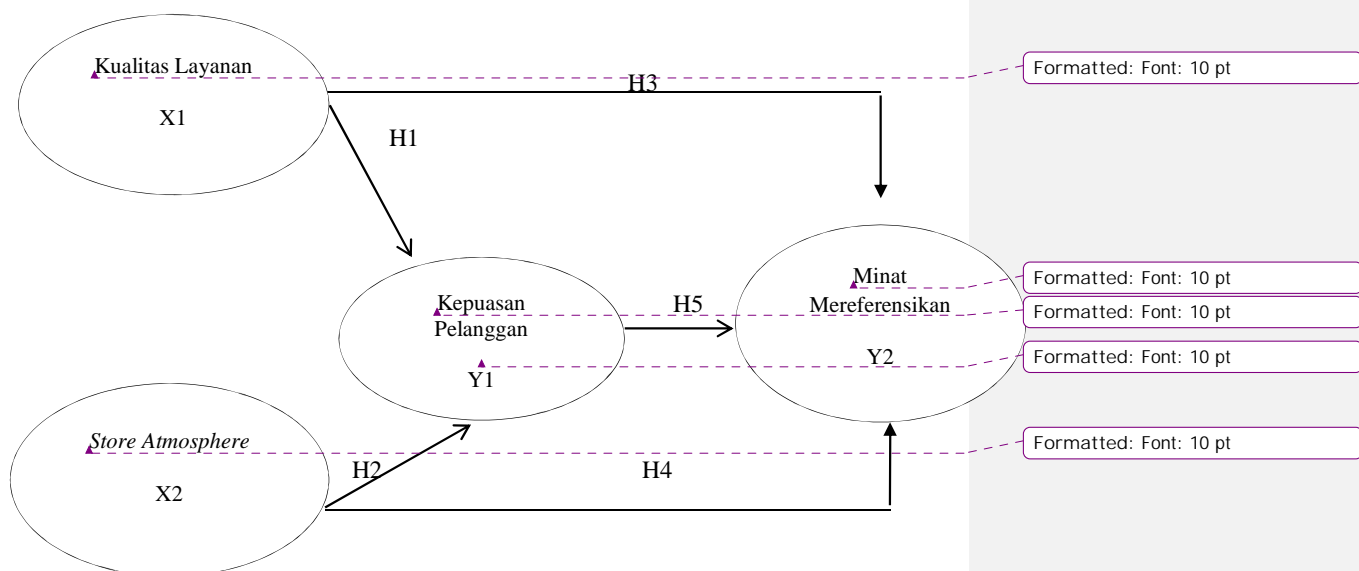 Kualitas Layanan
X1
H3
H1
Minat
Mereferensikan
Y2
Kepuasan
Pelanggan
Y1
H5
Store Atmosphere
X2
H2
H4
Formatted: Font: 10 pt
Formatted: Font: 10 pt
Formatted: Font: 10 pt
Formatted: Font: 10 pt
Formatted: Font: 10 pt